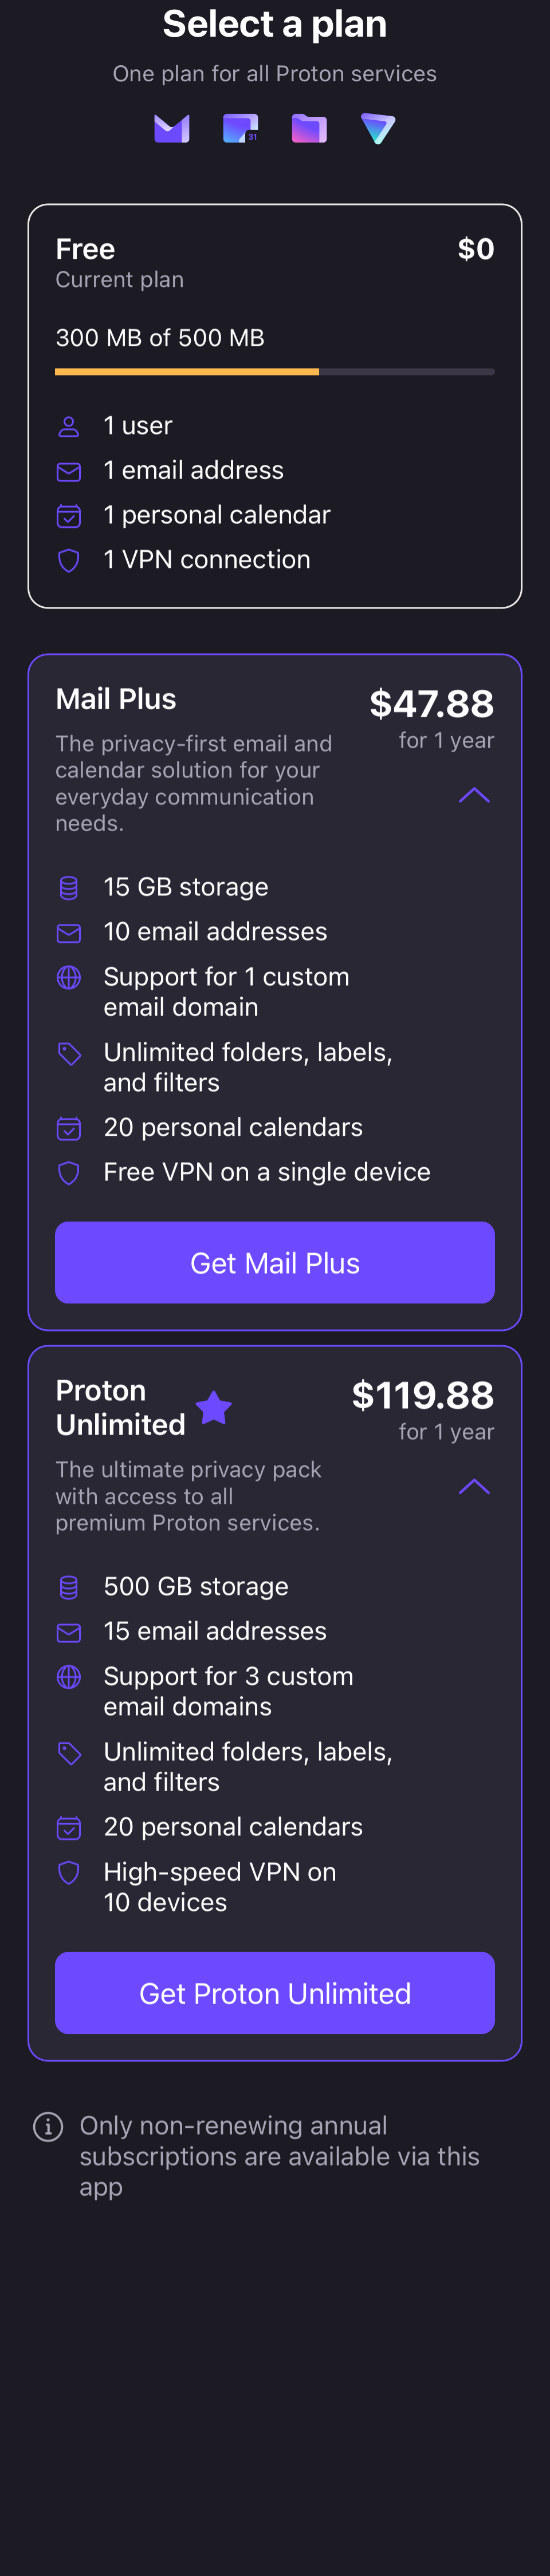 Select a plan
One plan for all Proton services
31
Free
$0
Current plan
300 MB of 500 MB
1 user
1 email address
1 personal calendar
1 VPN connection
Mail Plus
$47.88
for 1 year
The privacy-first email and
calendar solution for your
everyday communication
needs.
15 GB storage
10 email addresses
Support for 1 custom
email domain
Unlimited folders, labels,
and filters
20 personal calendars
Free VPN on a single device
Get Mail Plus
Proton
Unlimited
$119.88
for 1 year
The ultimate privacy pack
with access to all
premium Proton services.
500 GB storage
15 email addresses
Support for 3 custom
email domains
Unlimited folders, labels,
and filters
20 personal calendars
High-speed VPN on
10 devices
Get Proton Unlimited
Only non-renewing annual
subscriptions are available via this
app